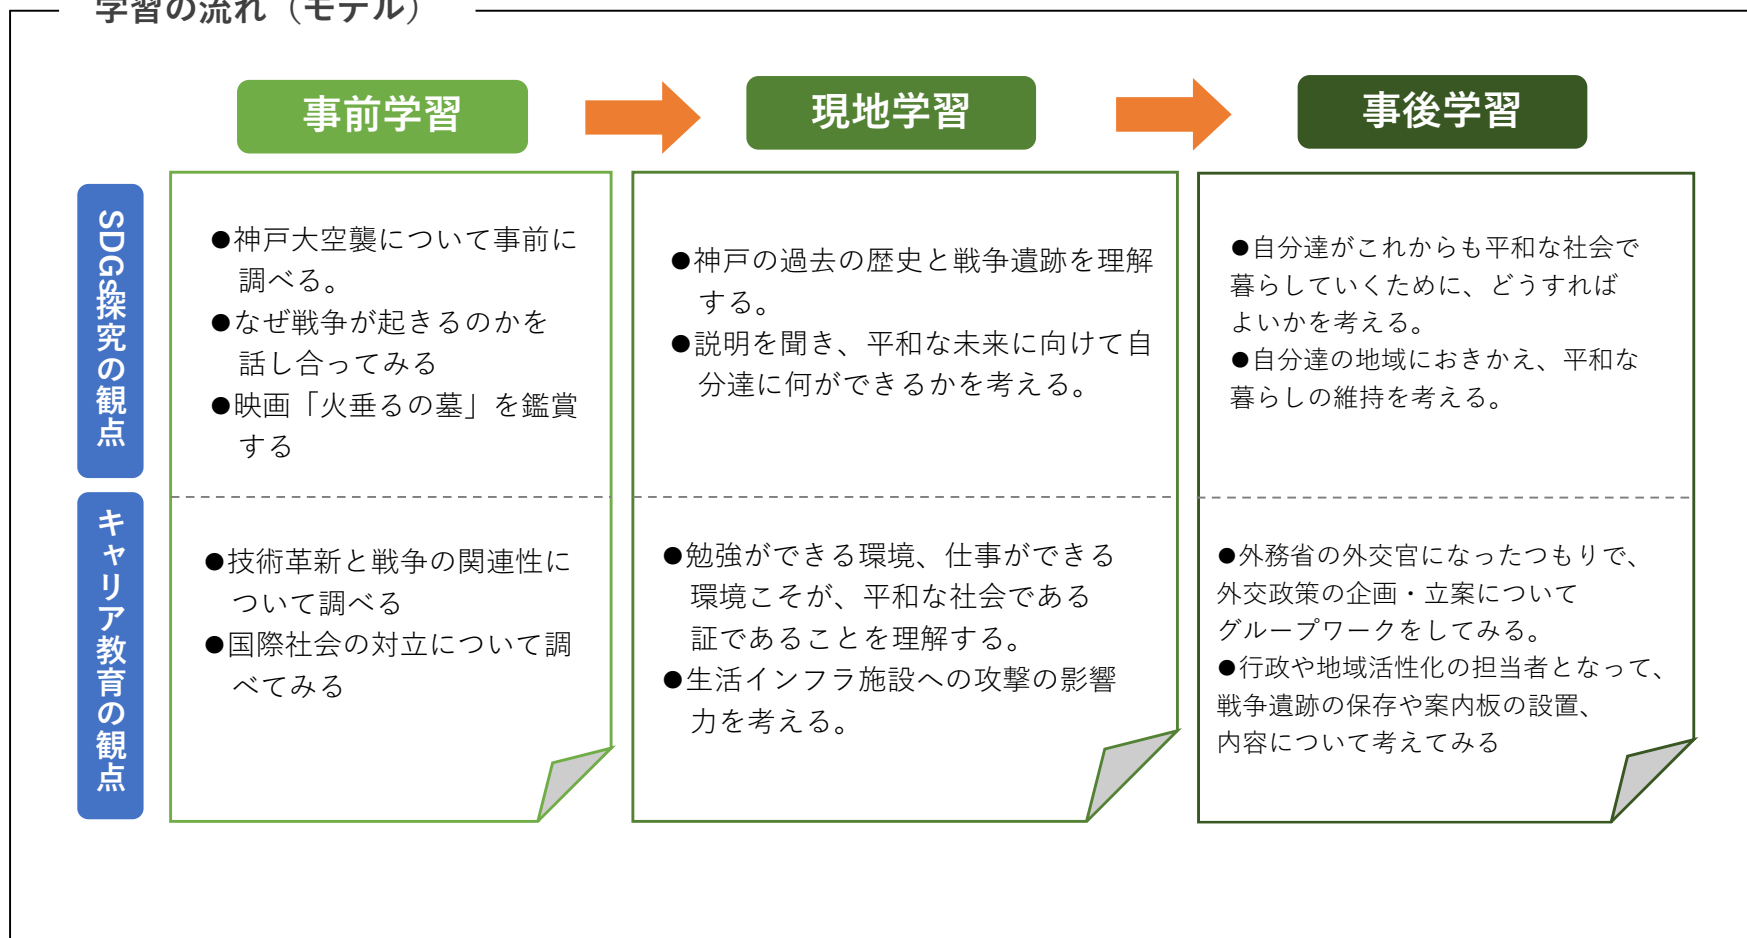 学習の流れ（モデル）
事前学習
現地学習
事後学習
SDGs探究の観点
●神戸大空襲について事前に
調べる。
●なぜ戦争が起きるのかを
話し合ってみる
●映画「火垂るの墓」を鑑賞
する
●神戸の過去の歴史と戦争遺跡を理解
する。
●説明を聞き、平和な未来に向けて自
分達に何ができるかを考える。
●自分達がこれからも平和な社会で
暮らしていくために、どうすれば
よいかを考える。
●自分達の地域におきかえ、平和な
暮らしの維持を考える。
キャリア教育の観点
●技術革新と戦争の関連性に
ついて調べる
●国際社会の対立について調
べてみる
●勉強ができる環境、仕事ができる
環境こそが、平和な社会である
証であることを理解する。
●生活インフラ施設への攻撃の影響
力を考える。
●外務省の外交官になったつもりで、
外交政策の企画・立案について
グループワークをしてみる。
●行政や地域活性化の担当者となって、
戦争遺跡の保存や案内板の設置、
内容について考えてみる